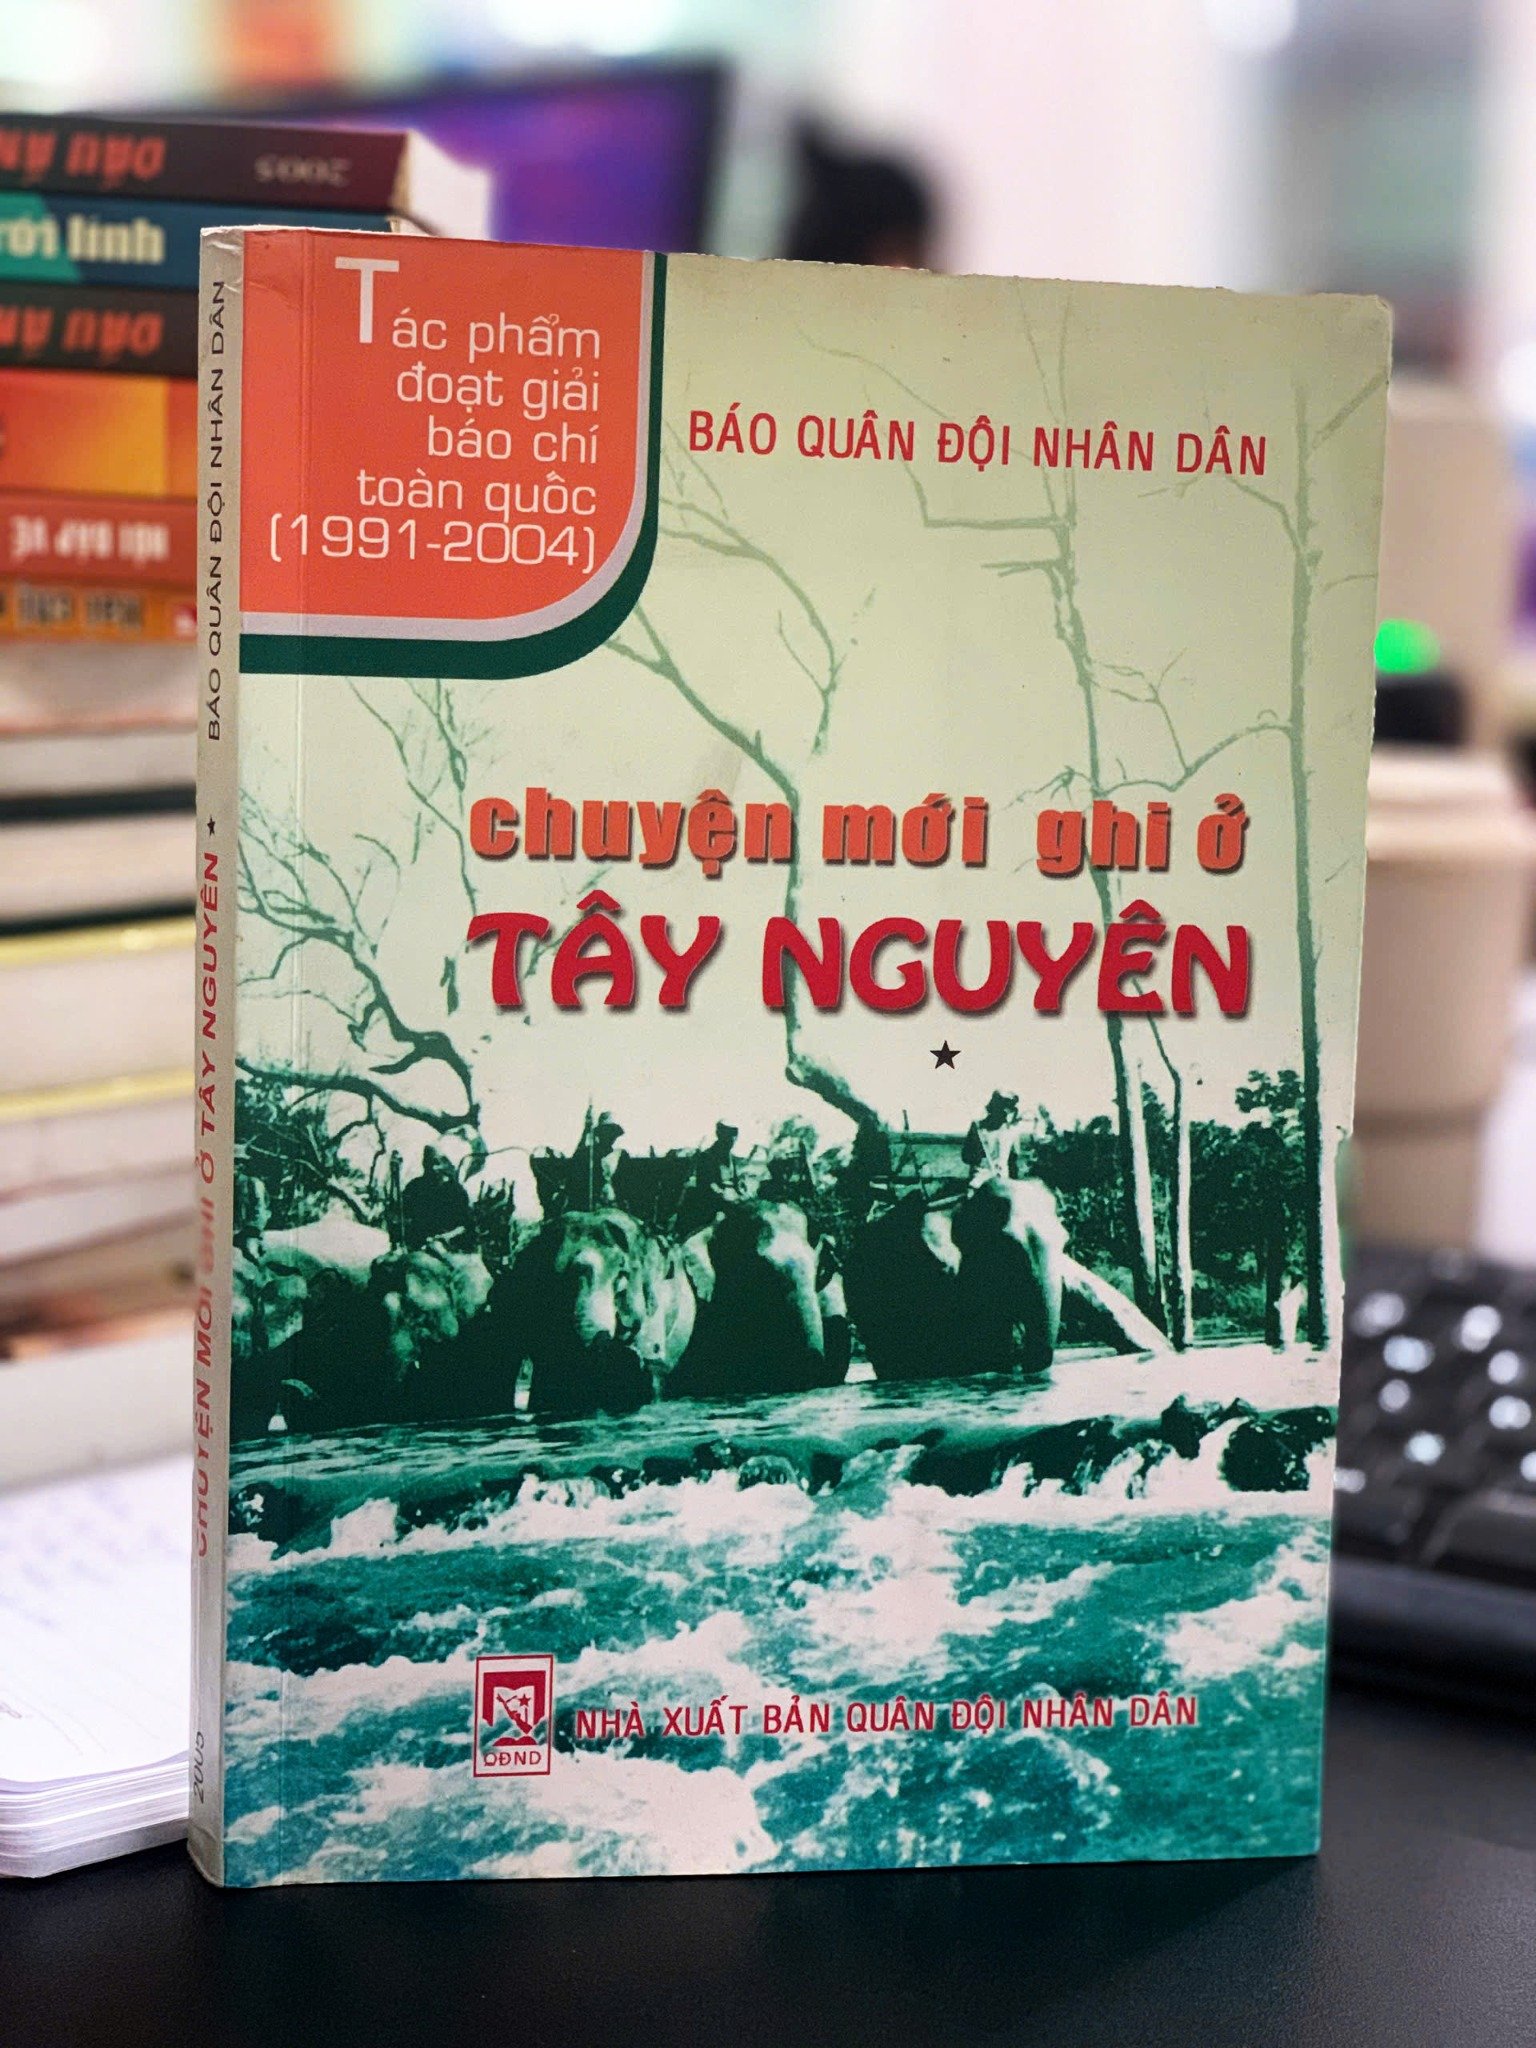 Tác phẩm
đoạt giải
báo chí
toàn quốc
(1991-2004)
BÁO QUÂN ĐỘI NHÂN DÂN
chuyện mới ghi ở
TÂY NGUYÊN
QĐND
NHÀ XUẤT BẢN QUÂN ĐỘI NHÂN DÂN
2005 CHUYỆN MỚI GHI Ở TÂY NGUYÊN ★ BÁO QUÂN ĐỘI NHÂN DÂN
2005
lính